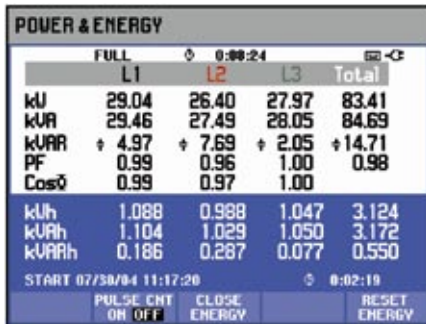 POWER & ENERGY
FULL 0:00:24
L1 L2 L3 Total
kW 29.04 26.40 27.97 83.41
kVA 29.46 27.49 28.05 84.69
kVAR 4.97 7.69 2.05 14.71
PF 0.99 0.96 1.00 0.98
CosΦ 0.99 0.97 1.00
kWh 1.088 0.988 1.047 3.124
kVAh 1.104 1.029 1.050 3.172
kVARh 0.186 0.287 0.077 0.550
START 07/30/04 11:17:20 0:02:19
PULSE CNT CLOSE RESET
ON OFF ENERGY ENERGY